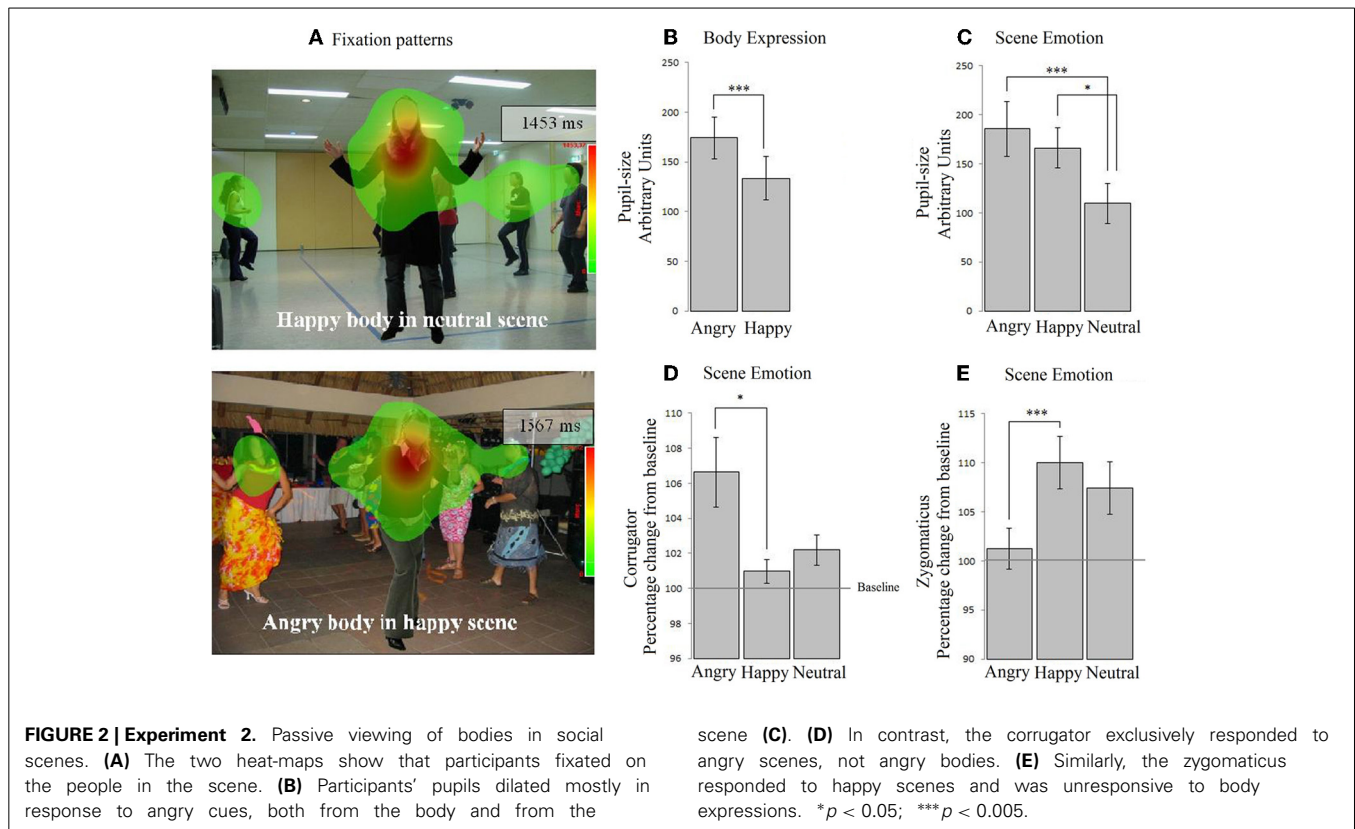 A Fixation patterns
1453 ms
1453,37
0
Happy body in neutral scene
1567 ms
Angry body in happy scene
B Body Expression
250
200
150
100
50
0
Pupil-size
Arbitrary Units
***
Angry Happy
C Scene Emotion
250
200
150
100
50
0
Pupil-size
Arbitrary Units
***
*
Angry Happy Neutral
D Scene Emotion
110
108
106
104
102
100
98
96
Corrugator
Percentage change from baseline
*
Baseline
Angry Happy Neutral
E Scene Emotion
115
110
105
100
95
90
Zygomaticus
Percentage change from baseline
***
Angry Happy Neutral
FIGURE 2 | Experiment 2. Passive viewing of bodies in social
scenes. (A) The two heat-maps show that participants fixated on
the people in the scene. (B) Participants' pupils dilated mostly in
response to angry cues, both from the body and from the
scene (C). (D) In contrast, the corrugator exclusively responded to
angry scenes, not angry bodies. (E) Similarly, the zygomaticus
responded to happy scenes and was unresponsive to body
expressions. *p < 0.05; ***p < 0.005.